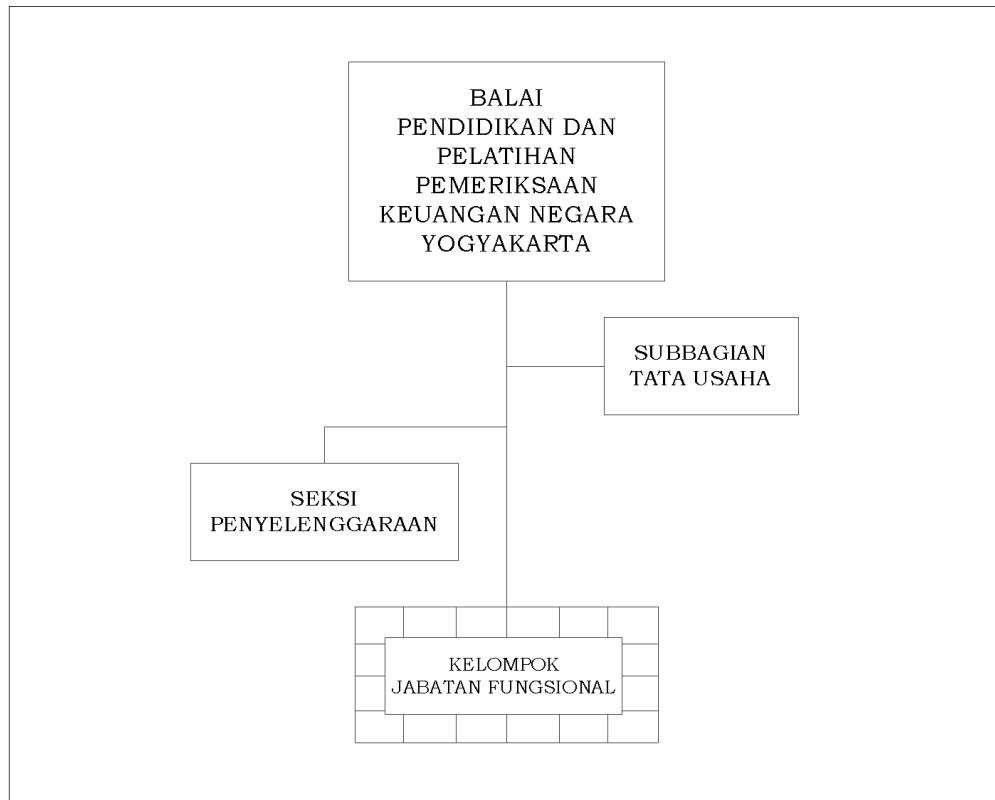 BALAI
PENDIDIKAN DAN
PELATIHAN
PEMERIKSAAN
KEUANGAN NEGARA
YOGYAKARTA
SUBBAGIAN
TATA USAHA
SEKSI
PENYELENGGARAAN
KELOMPOK
JABATAN FUNGSIONAL